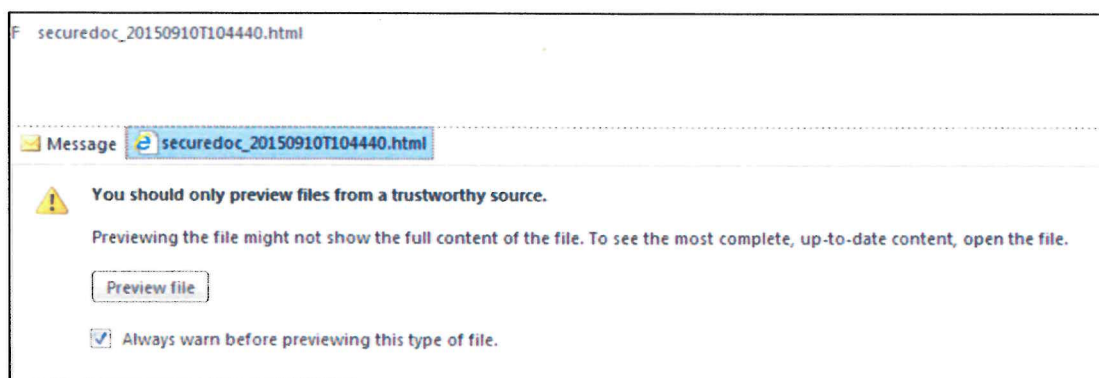 F securedoc_20150910T104440.html
Message securedoc_20150910T104440.html
You should only preview files from a trustworthy source.
Previewing the file might not show the full content of the file. To see the most complete, up-to-date content, open the file.
Preview file
Always warn before previewing this type of file.